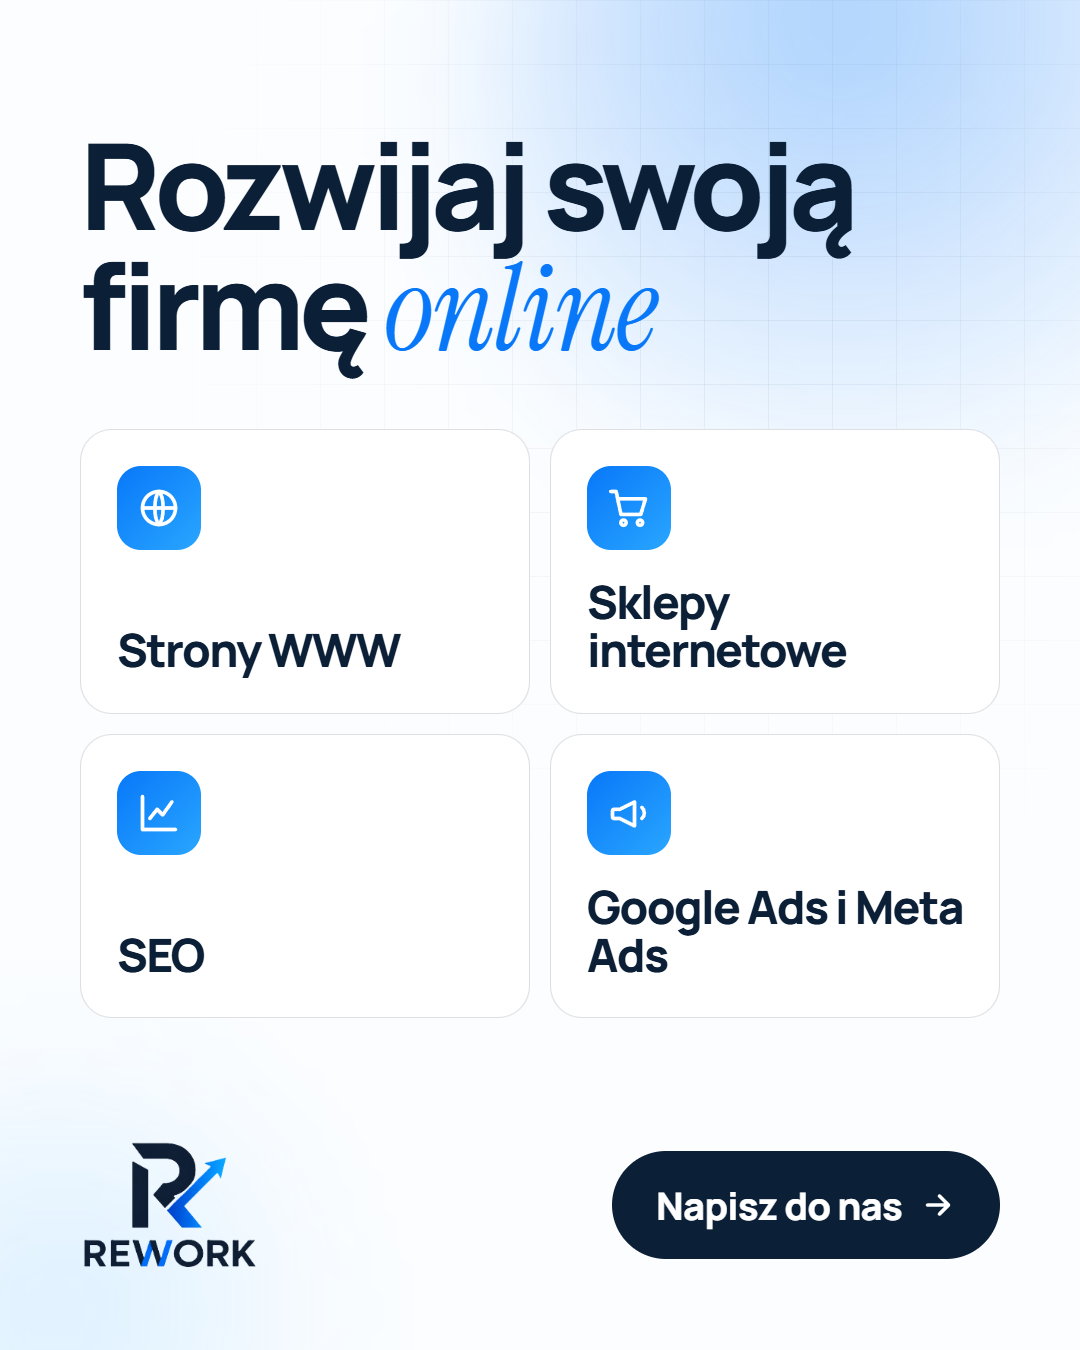 Rozwijaj swoją
firmę online
Strony WWW
Sklepy
internetowe
SEO
Google Ads i Meta
Ads
REWORK
Napisz do nas →